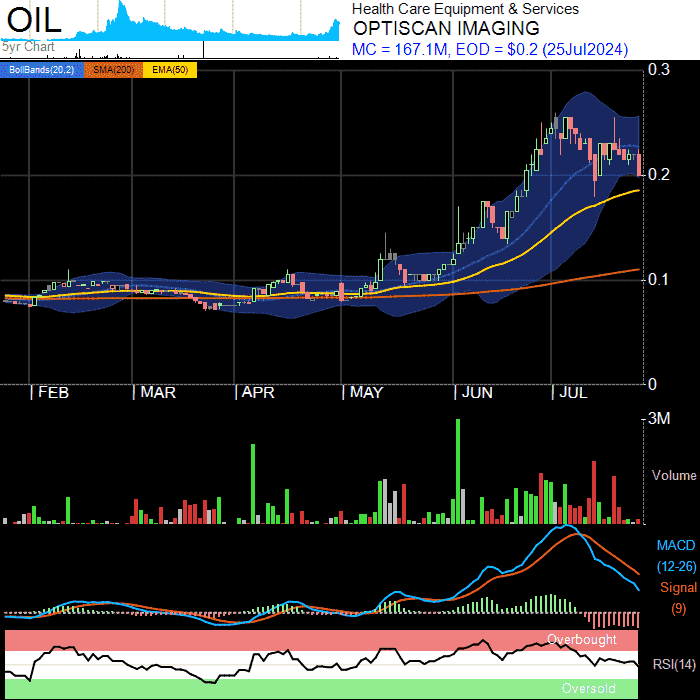 OIL
5yr Chart
Health Care Equipment & Services
OPTISCAN IMAGING
MC = 167.1M, EOD = $0.2 (25Jul2024)
BollBands(20,2) SMA(200) EMA(50)
0.3
0.2
0.1
0
FEB MAR APR MAY JUN JUL
3M
Volume
MACD
(12-26)
Signal
(9)
Overbought
RSI(14)
Oversold